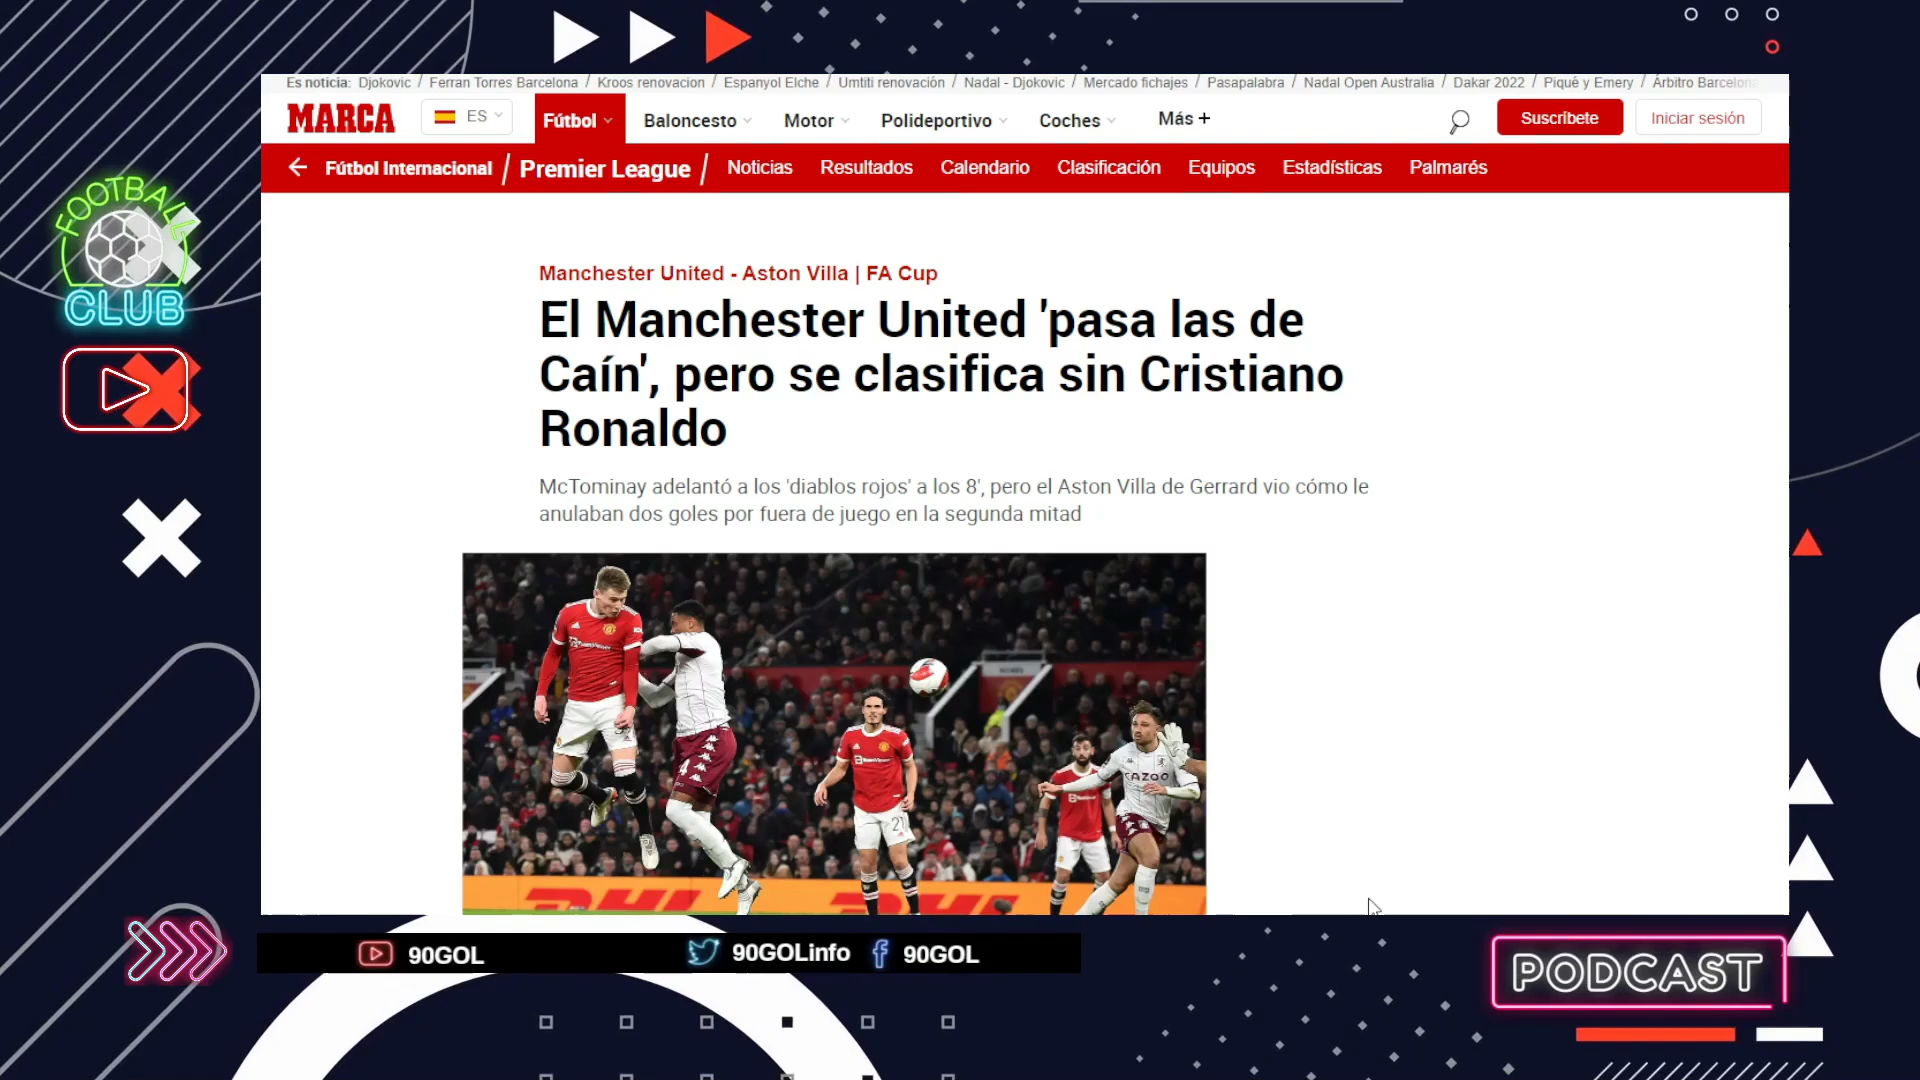 Es noticia: Djokovic / Ferran Torres Barcelona / Kroos renovacion / Espanyol Elche / Umtiti renovación / Nadal - Djokovic / Mercado fichajes / Pasapalabra / Nadal Open Australia / Dakar 2022 / Piqué y Emery / Árbitro Barcelona
MARCA ES Fútbol Baloncesto Motor Polideportivo Coches Más + Suscríbete Iniciar sesión
Fútbol Internacional / Premier League / Noticias Resultados Calendario Clasificación Equipos Estadísticas Palmarés
FOOTBALL
CLUB
Manchester United - Aston Villa | FA Cup
El Manchester United 'pasa las de
Caín', pero se clasifica sin Cristiano
Ronaldo
McTominay adelantó a los 'diablos rojos' a los 8', pero el Aston Villa de Gerrard vio cómo le
anulaban dos goles por fuera de juego en la segunda mitad
4
CAZOO
21
DHL DHL
90GOL 90GOLinfo 90GOL
PODCAST